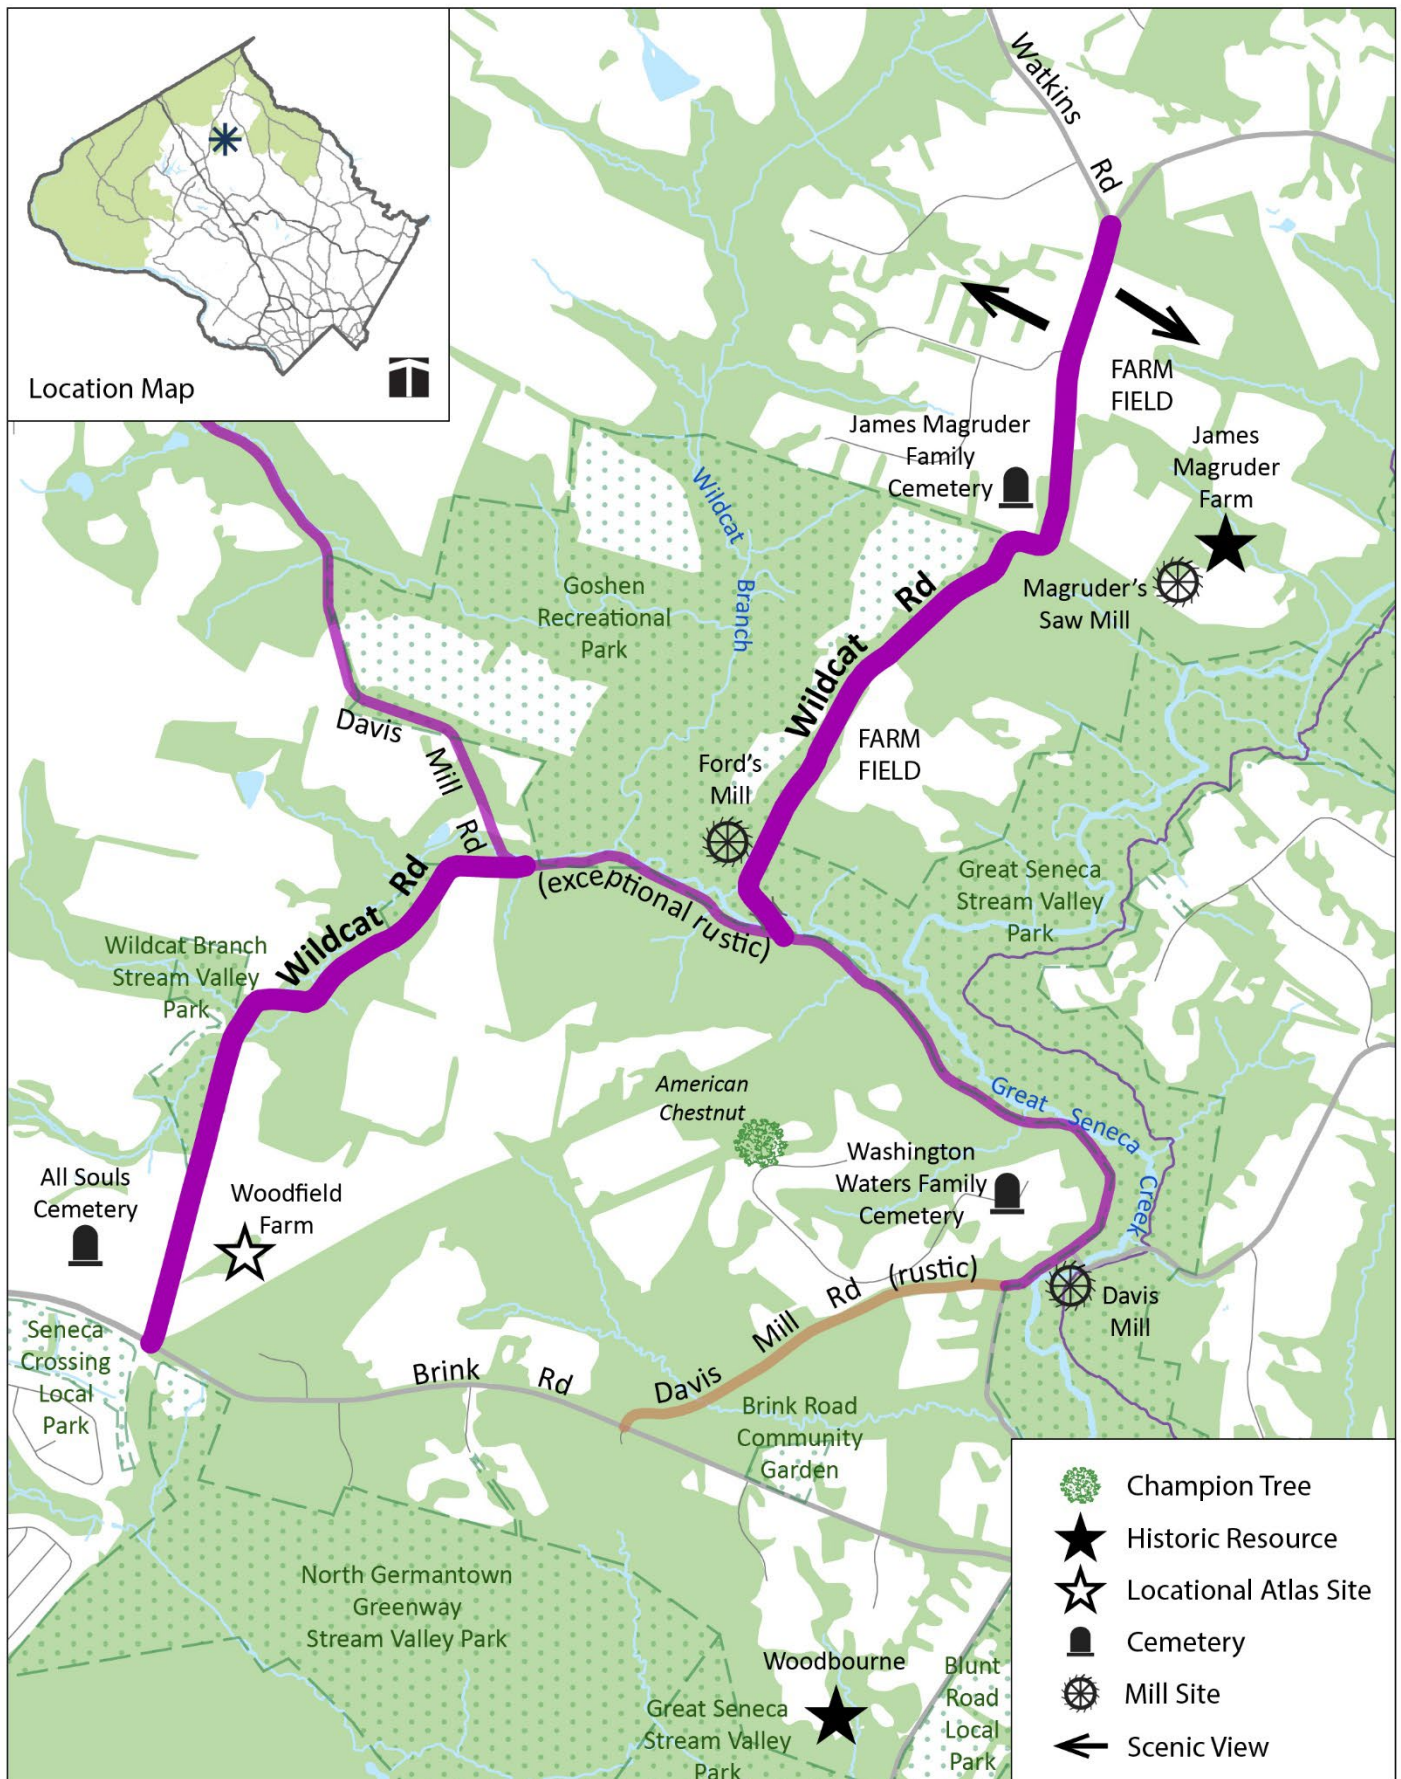 Location Map
Watkins
Rd
FARM
FIELD
James Magruder
Family
Cemetery
James
Magruder
Farm
Wildcat
Branch
Goshen
Recreational
Park
Magruder's
Saw Mill
Wildcat Rd
Davis
Mill
Rd
FARM
FIELD
Ford's
Mill
(exceptional rustic)
Great Seneca
Stream Valley
Park
Wildcat Rd
Wildcat Branch
Stream Valley
Park
American
Chestnut
Great Seneca
Creek
Washington
Waters Family
Cemetery
All Souls
Cemetery
Woodfield
Farm
Davis Mill Rd (rustic)
Davis
Mill
Seneca
Crossing
Local
Park
Brink Rd
Brink Road
Community
Garden
North Germantown
Greenway
Stream Valley Park
Woodbourne
Great Seneca
Stream Valley
Park
Blunt
Road
Local
Park
Champion Tree
Historic Resource
Locational Atlas Site
Cemetery
Mill Site
Scenic View